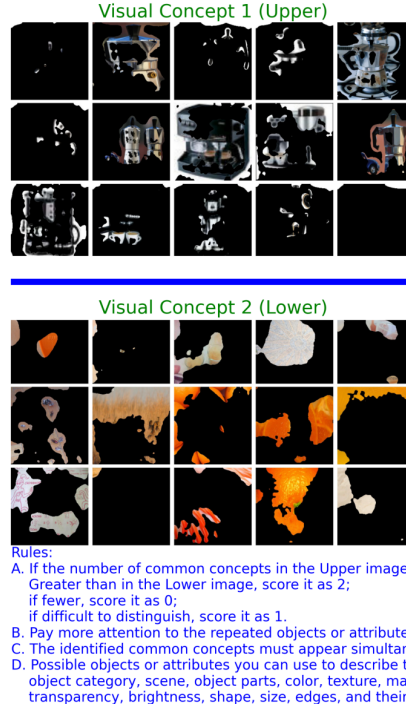 Visual Concept 1 (Upper)
Visual Concept 2 (Lower)
Rules:
A. If the number of common concepts in the Upper image
Greater than in the Lower image, score it as 2;
if fewer, score it as 0;
if difficult to distinguish, score it as 1.
B. Pay more attention to the repeated objects or attribute
C. The identified common concepts must appear simultan
D. Possible objects or attributes you can use to describe t
object category, scene, object parts, color, texture, ma
transparency, brightness, shape, size, edges, and their